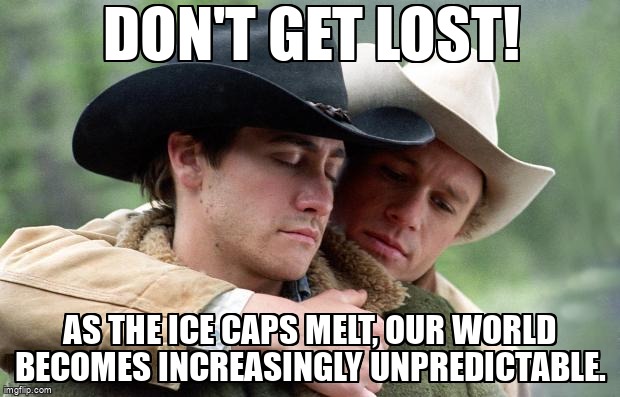 DON'T GET LOST!
AS THE ICE CAPS MELT, OUR WORLD
BECOMES INCREASINGLY UNPREDICTABLE.
imgflip.com